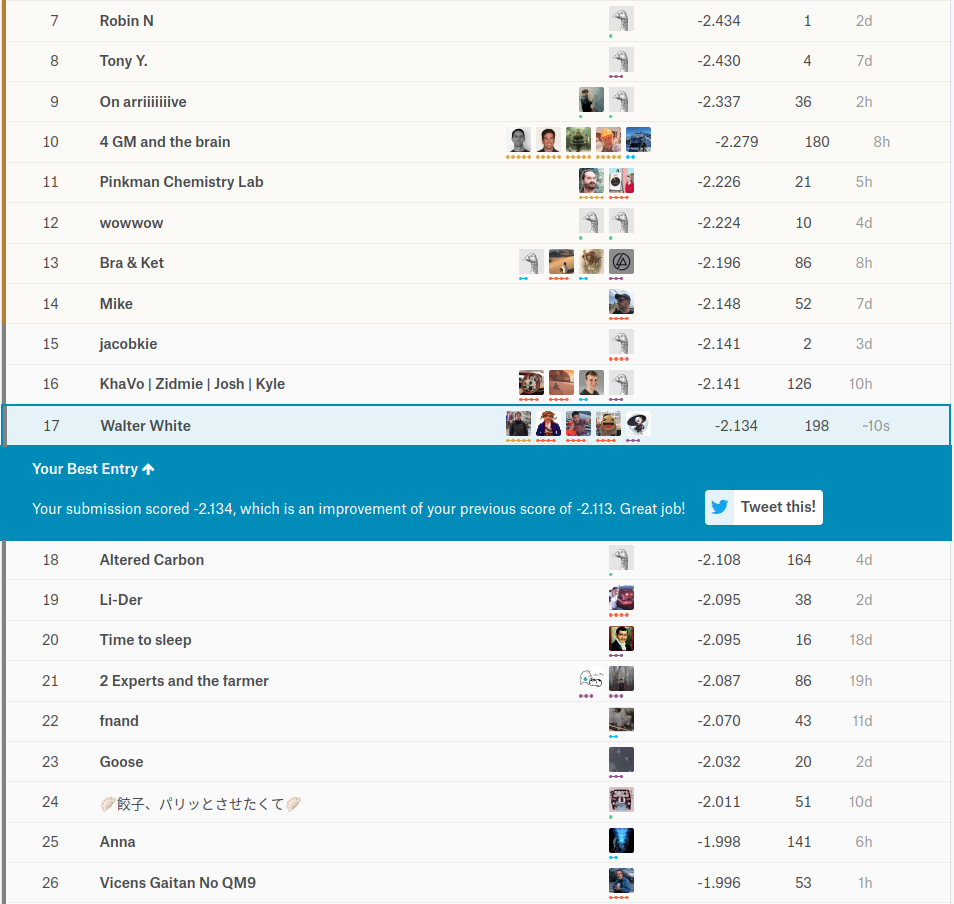 7 Robin N -2.434 1 2d
8 Tony Y. -2.430 4 7d
9 On arriiiiiiive -2.337 36 2h
10 4 GM and the brain -2.279 180 8h
11 Pinkman Chemistry Lab -2.226 21 5h
12 wowwow -2.224 10 4d
13 Bra & Ket -2.196 86 8h
14 Mike -2.148 52 7d
15 jacobkie -2.141 2 3d
16 KhaVo | Zidmie | Josh | Kyle -2.141 126 10h
17 Walter White -2.134 198 ~10s
Your Best Entry ↑
Your submission scored -2.134, which is an improvement of your previous score of -2.113. Great job! Tweet this!
18 Altered Carbon -2.108 164 4d
19 Li-Der -2.095 38 2d
20 Time to sleep -2.095 16 18d
21 2 Experts and the farmer -2.087 86 19h
22 fnand -2.070 43 11d
23 Goose -2.032 20 2d
24 🥟餃子、パリッとさせたくて🥟 -2.011 51 10d
25 Anna -1.998 141 6h
26 Vicens Gaitan No QM9 -1.996 53 1h